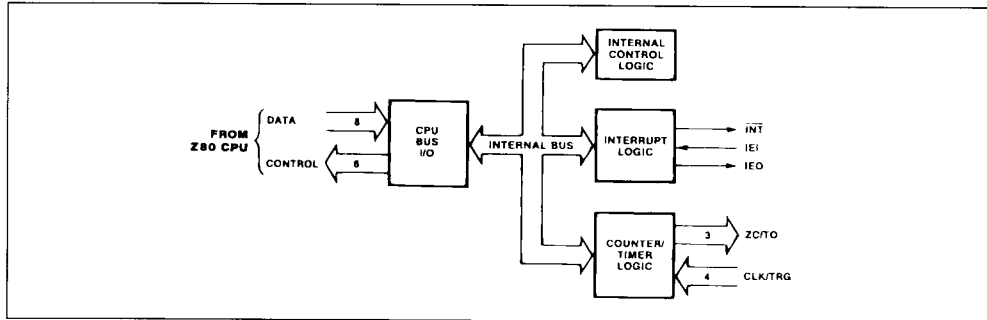 FROM
Z80 CPU
DATA
8
CONTROL
6
CPU
BUS
I/O
INTERNAL BUS
INTERNAL
CONTROL
LOGIC
INTERRUPT
LOGIC
INT
IEI
IEO
COUNTER/
TIMER
LOGIC
3
ZC/TO
4
CLK/TRG